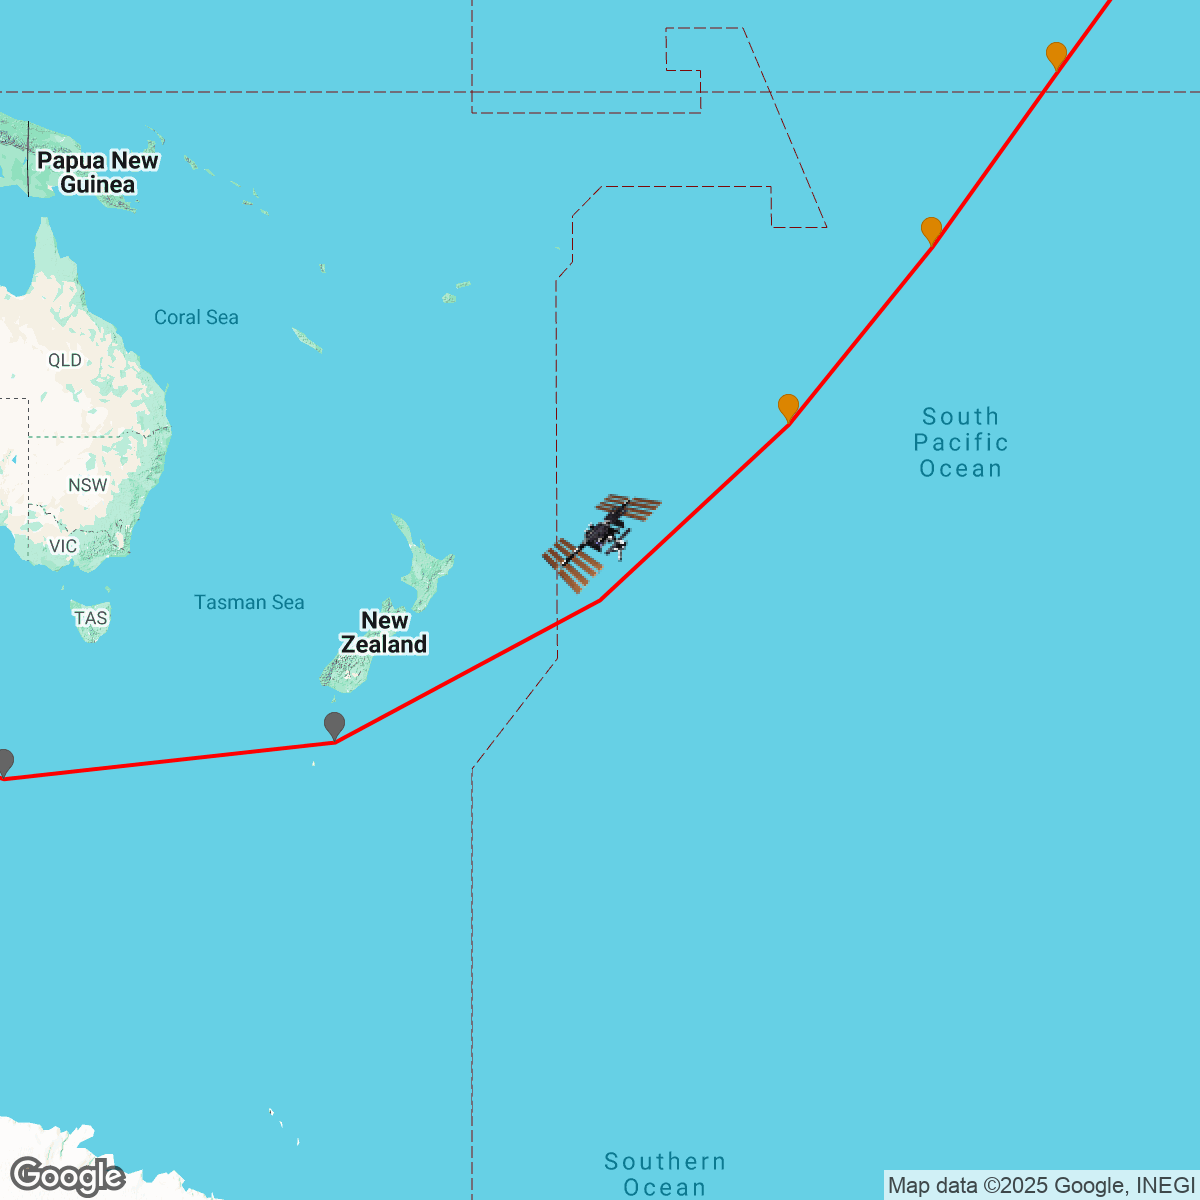 Papua New
Guinea
Coral Sea
QLD
South
Pacific
Ocean
NSW
VIC
Tasman Sea
TAS
New
Zealand
Southern
Ocean
Google
Map data ©2025 Google, INEGI